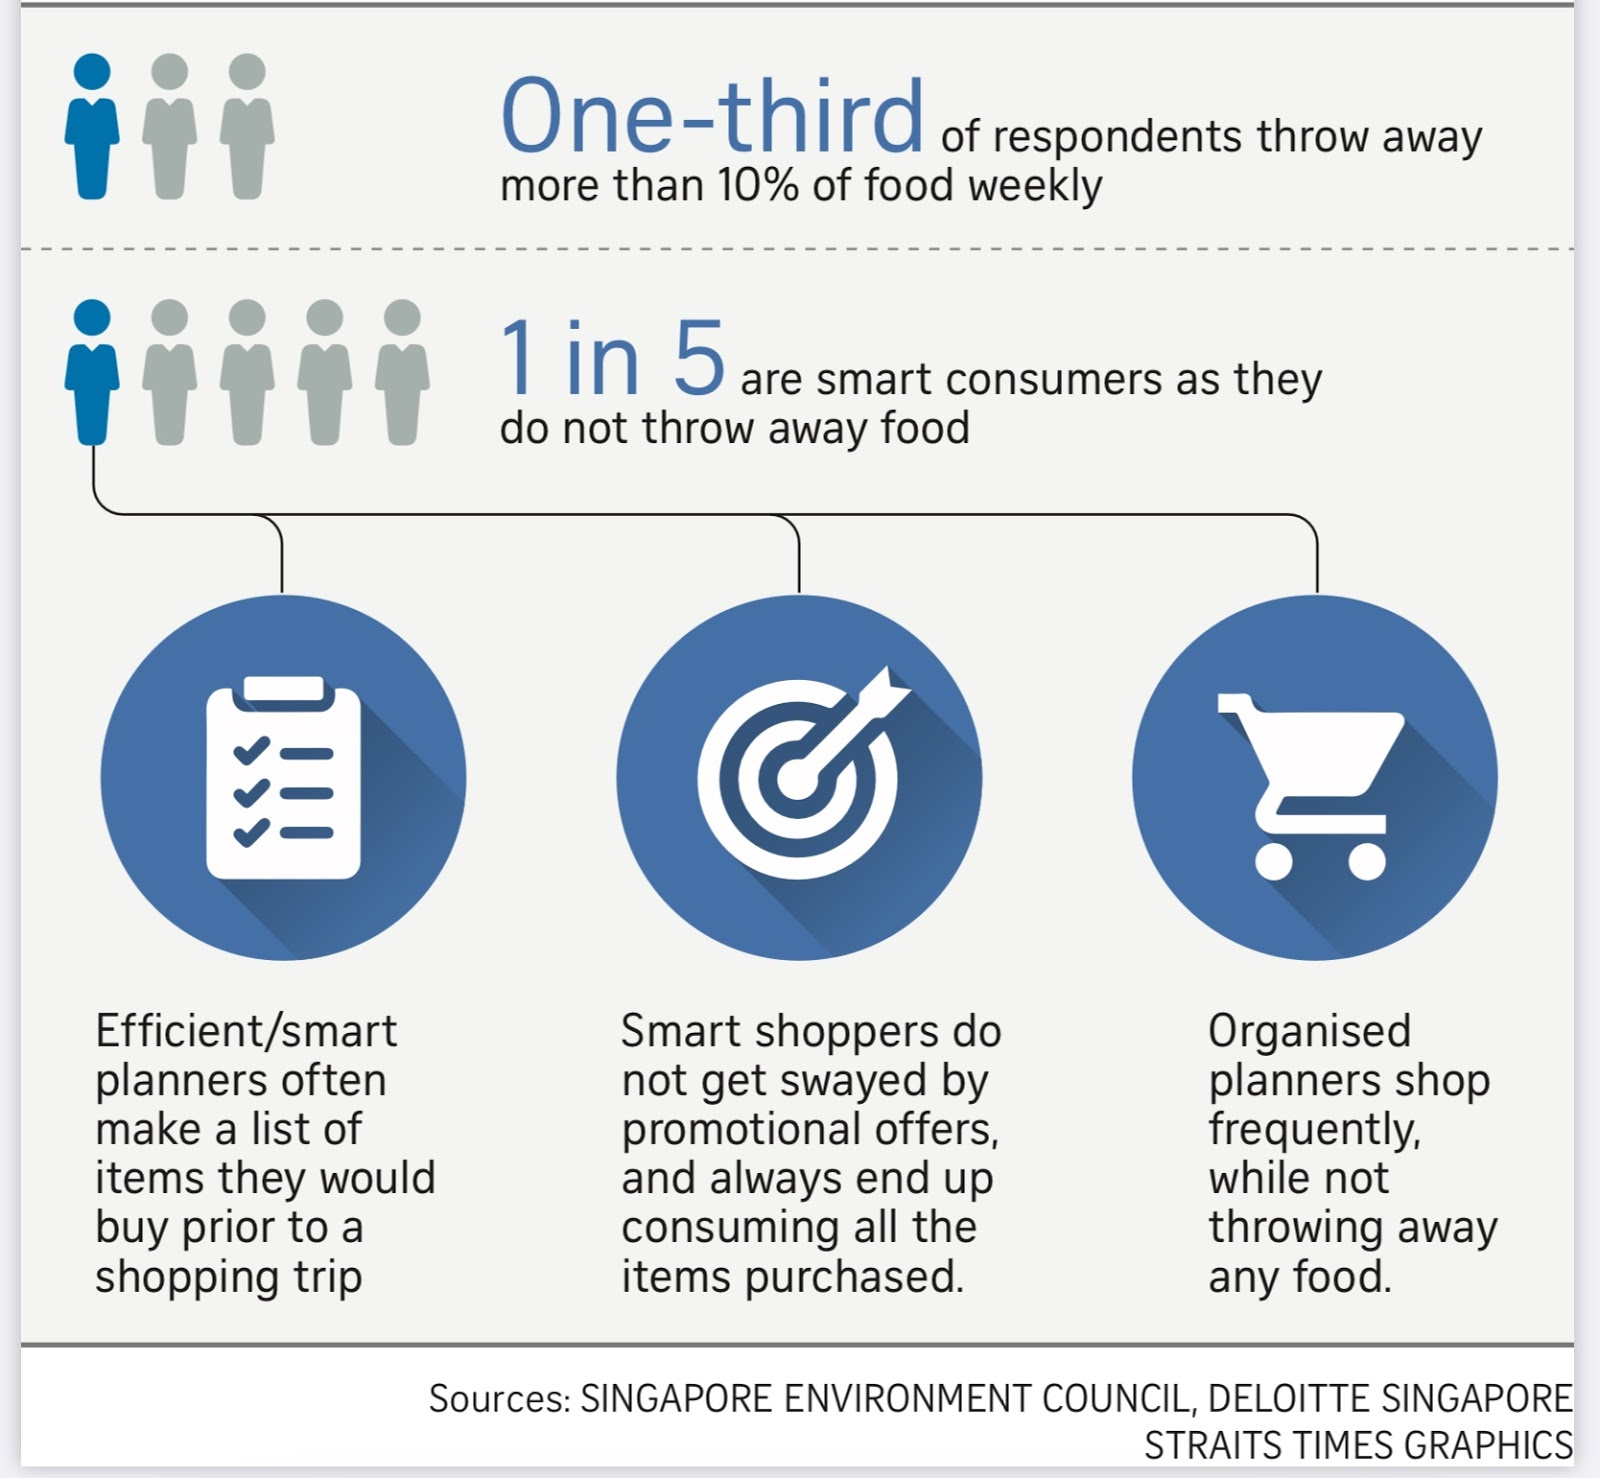 One-third of respondents throw away
more than 10% of food weekly
1 in 5 are smart consumers as they
do not throw away food
Efficient/smart
planners often
make a list of
items they would
buy prior to a
shopping trip
Smart shoppers do
not get swayed by
promotional offers,
and always end up
consuming all the
items purchased.
Organised
planners shop
frequently,
while not
throwing away
any food.
Sources: SINGAPORE ENVIRONMENT COUNCIL, DELOITTE SINGAPORE
STRAITS TIMES GRAPHICS